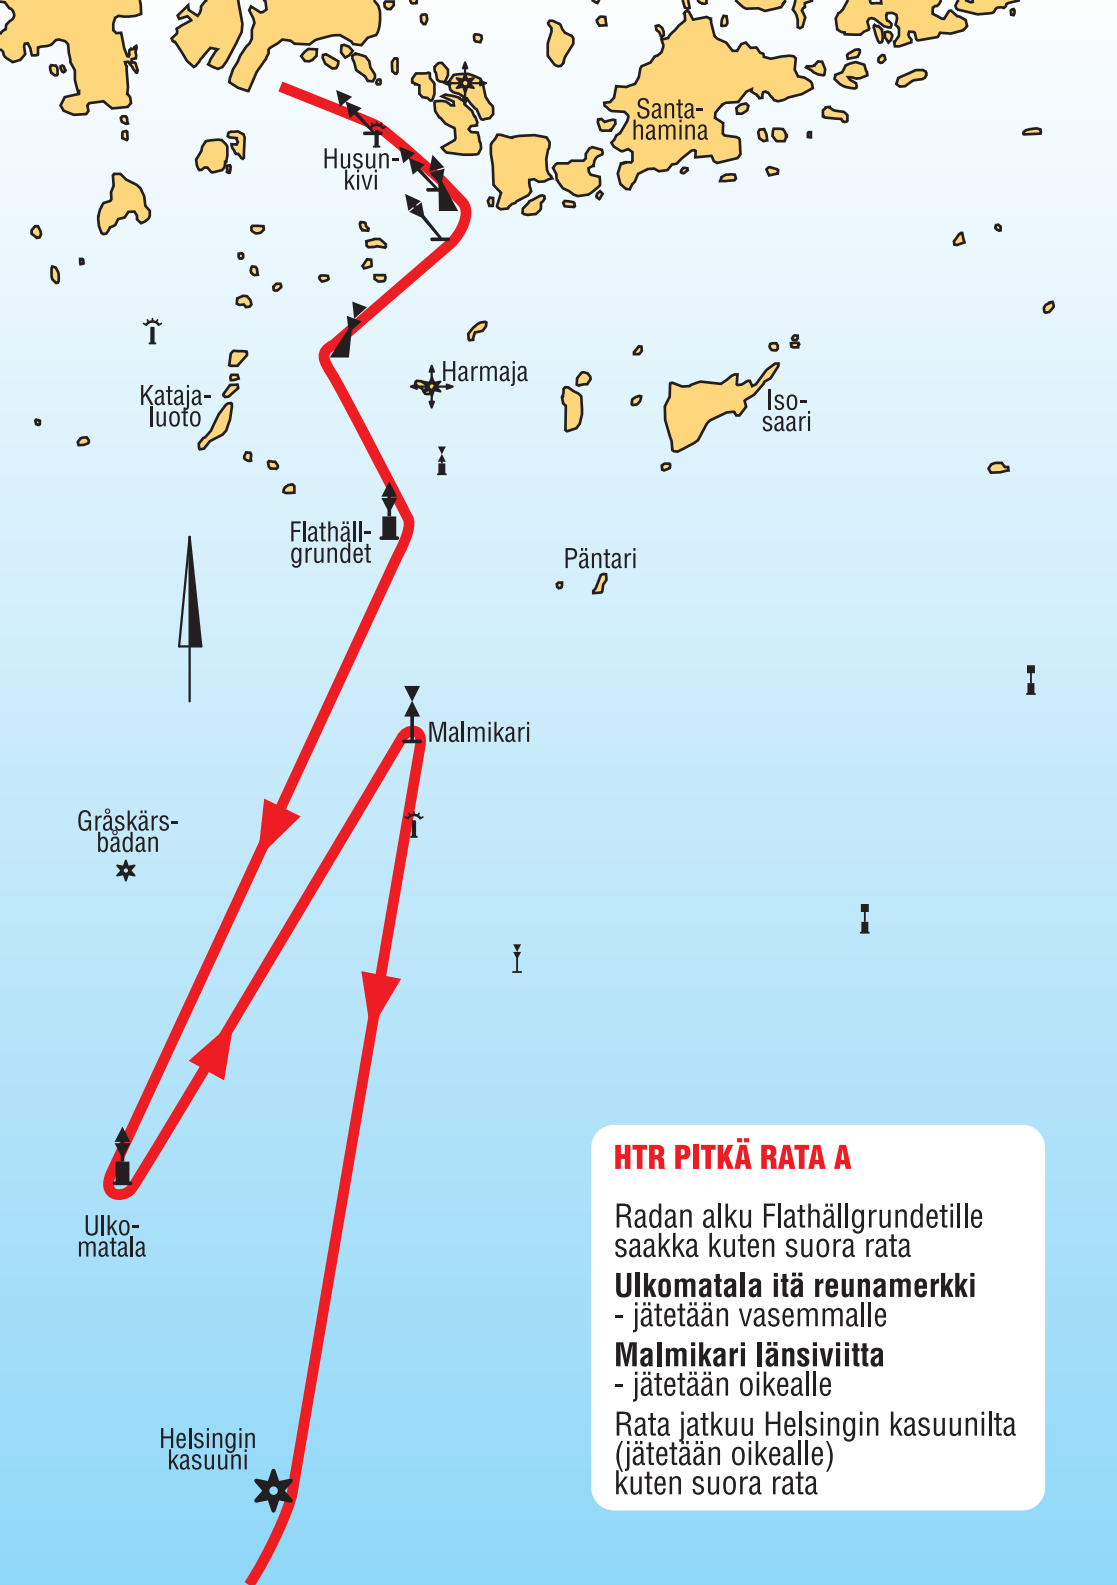 Santa-
hamina
Husun-
kivi
Harmaja
Kataja-
luoto
Iso-
saari
Flathäll-
grundet
Päntari
Malmikari
Gråskärs-
bådan
Ulko-
matala
Helsingin
kasuuni
HTR PITKÄ RATA A
Radan alku Flathällgrundetille
saakka kuten suora rata
Ulkomatala itä reunamerkki
- jätetään vasemmalle
Malmikari länsiviitta
- jätetään oikealle
Rata jatkuu Helsingin kasuunilta
(jätetään oikealle)
kuten suora rata